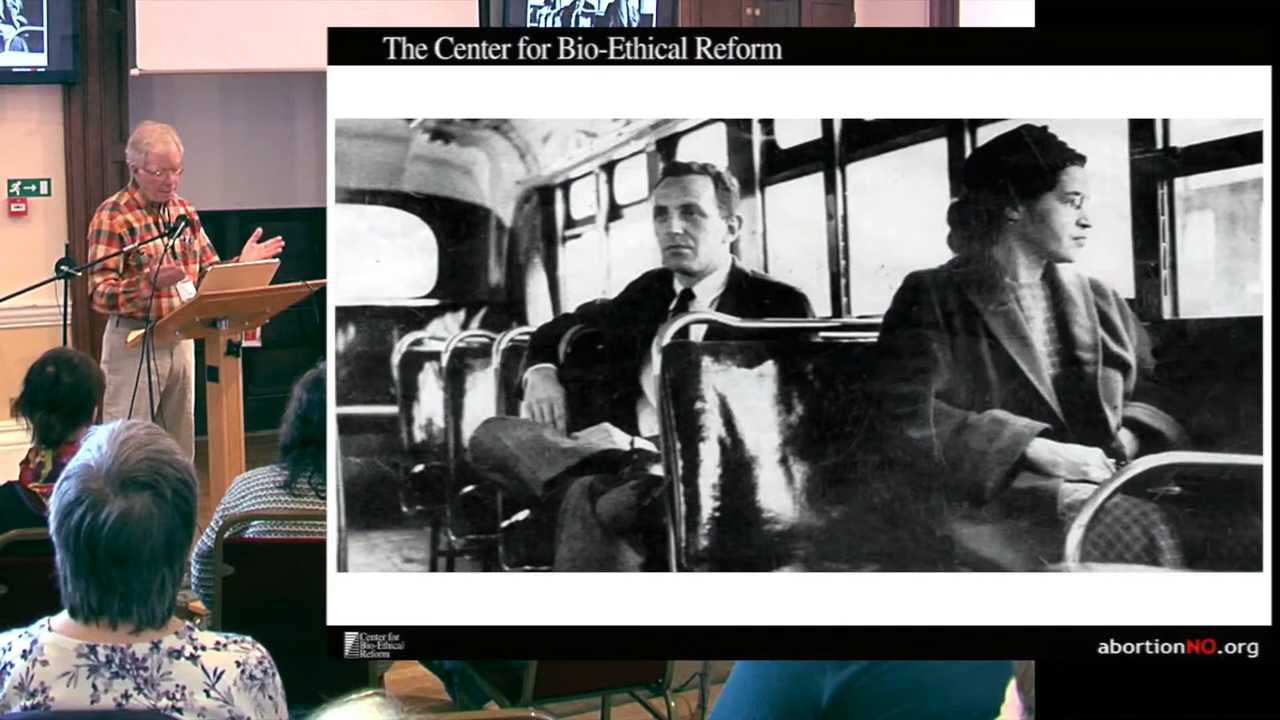 The Center for Bio-Ethical Reform
Center for
Bio-Ethical
Reform
abortionNO.org